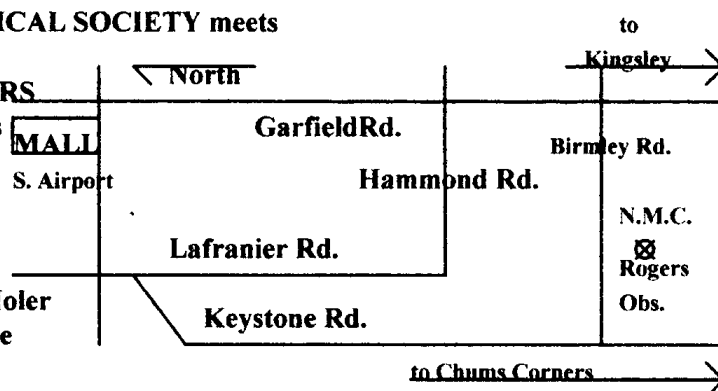 ICAL SOCIETY meets
to
Kingsley
North
RS
GarfieldRd.
MALL
Birmley Rd.
S. Airport
Hammond Rd.
N.M.C.
Lafranier Rd.
Rogers
Obs.
Keystone Rd.
to Chums Corners